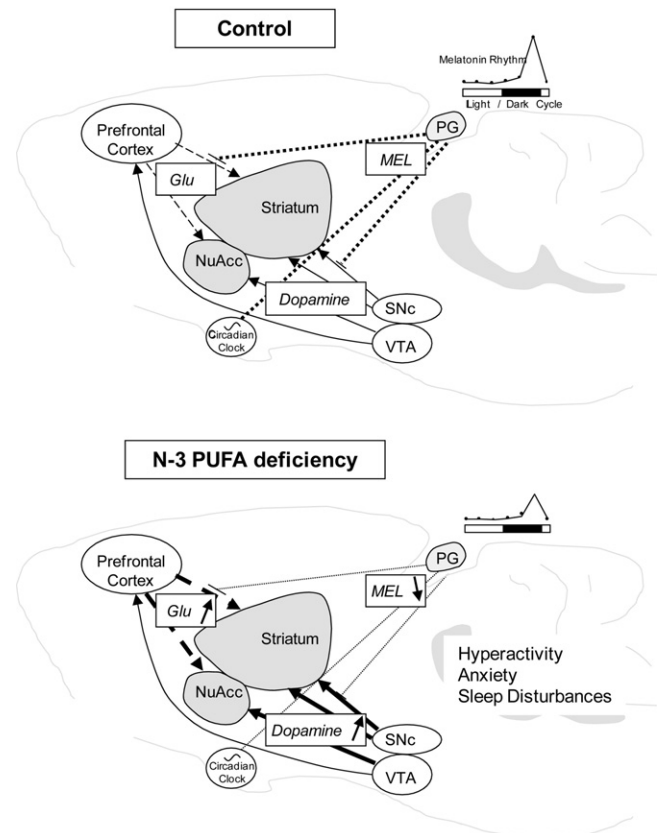 Control
Melatonin Rhythm
Light / Dark Cycle
PG
Prefrontal
Cortex
MEL
Glu
Striatum
NuAcc
Dopamine
SNc
Circadian
Clock
VTA
N-3 PUFA deficiency
PG
Prefrontal
Cortex
MEL
Glu
Striatum
Hyperactivity
Anxiety
Sleep Disturbances
NuAcc
Dopamine
SNc
Circadian
Clock
VTA